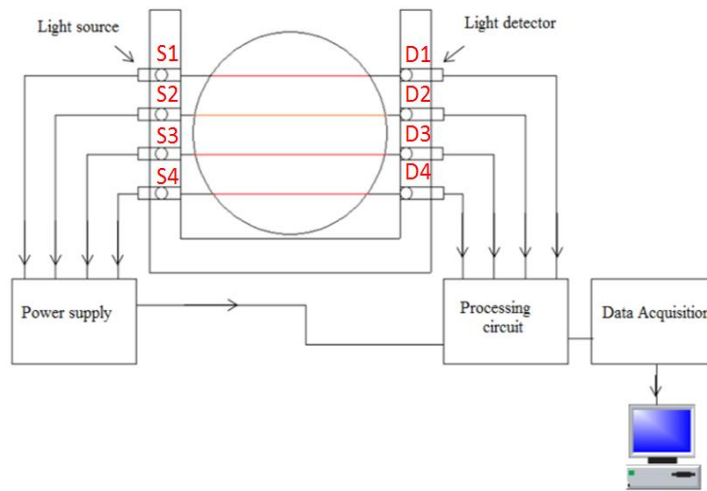 Light source
Light detector
S1
D1
S2
D2
S3
D3
S4
D4
Power supply
Processing
circuit
Data Acquisition